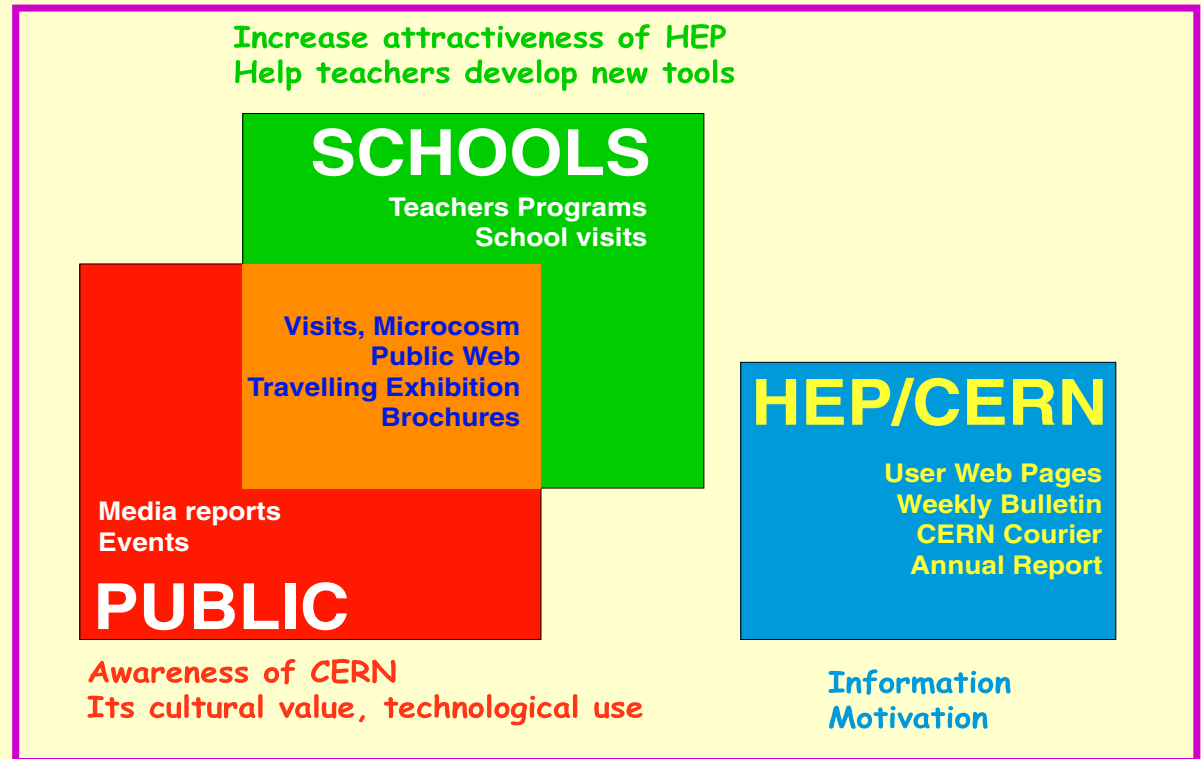 Increase attractiveness of HEP
Help teachers develop new tools
SCHOOLS
Teachers Programs
School visits
Visits, Microcosm
Public Web
Travelling Exhibition
Brochures
Media reports
Events
PUBLIC
Awareness of CERN
Its cultural value, technological use
HEP/CERN
User Web Pages
Weekly Bulletin
CERN Courier
Annual Report
Information
Motivation